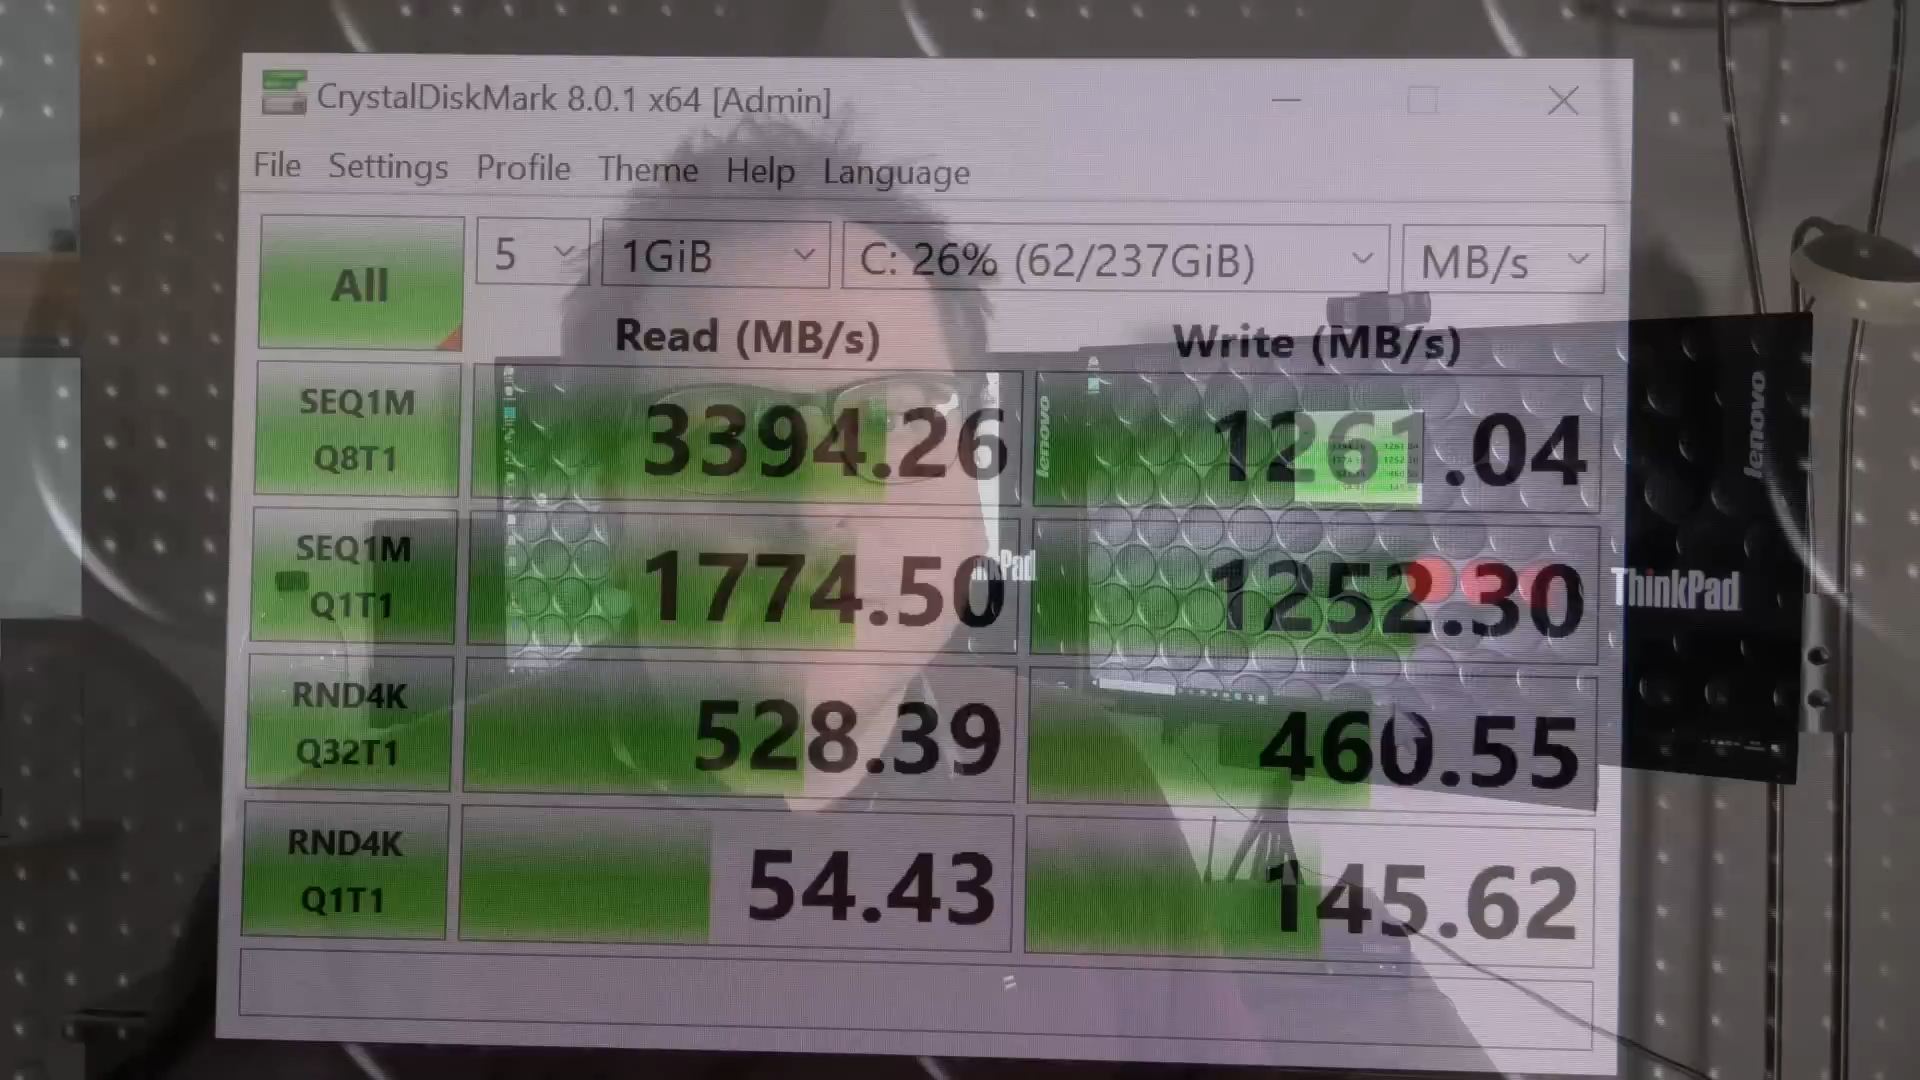 CrystalDiskMark 8.0.1 x64 [Admin]
File Settings Profile Theme Help Language
All 5 1GiB C: 26% (62/237GiB) MB/s
Read (MB/s) Write (MB/s)
SEQ1M Q8T1 3394.26 1261.04
SEQ1M Q1T1 1774.50 1252.30
RND4K Q32T1 528.39 460.55
RND4K Q1T1 54.43 145.62
lenovo
lenovo
ThinkPad